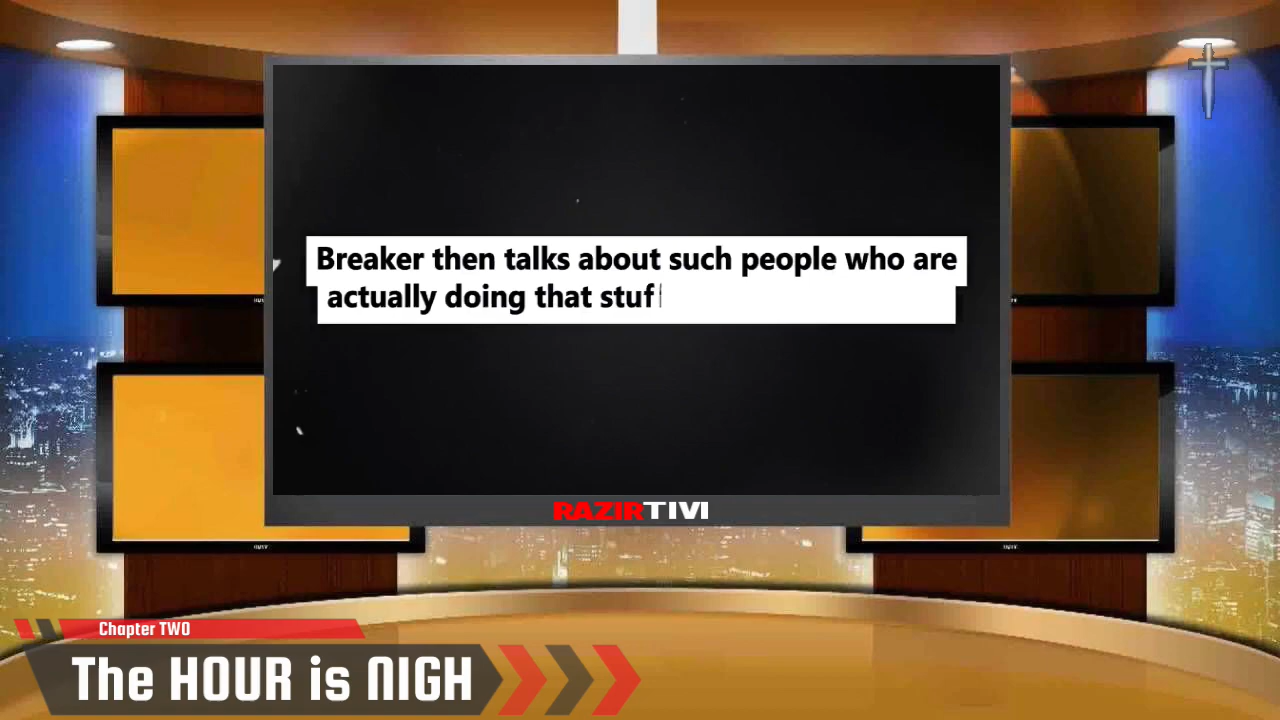 Breaker then talks about such people who are
actually doing that stuf
RAZIRTIVI
Chapter TWO
The HOUR is NIGH